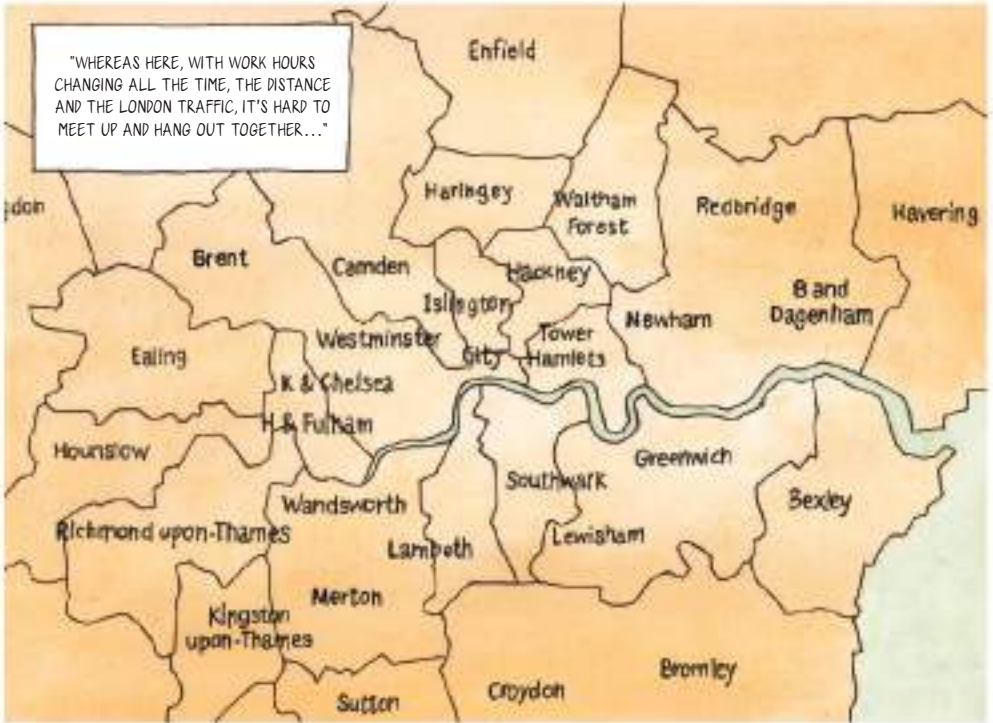 "WHEREAS HERE, WITH WORK HOURS
CHANGING ALL THE TIME, THE DISTANCE
AND THE LONDON TRAFFIC, IT'S HARD TO
MEET UP AND HANG OUT TOGETHER..."
Enfield
Haringey
Waltham
Forest
Redbridge
Havering
gdon
Brent
Camden
Hackney
Islington
B and
Dagenham
Newham
Westminster
City
Tower
Hamlets
Ealing
K & Chelsea
H & Fulham
Hounslow
Greenwich
Southwark
Bexley
Wandsworth
Richmond upon-Thames
Lambeth
Lewisham
Merton
Kingston
upon-Thames
Sutton
Croydon
Bromley